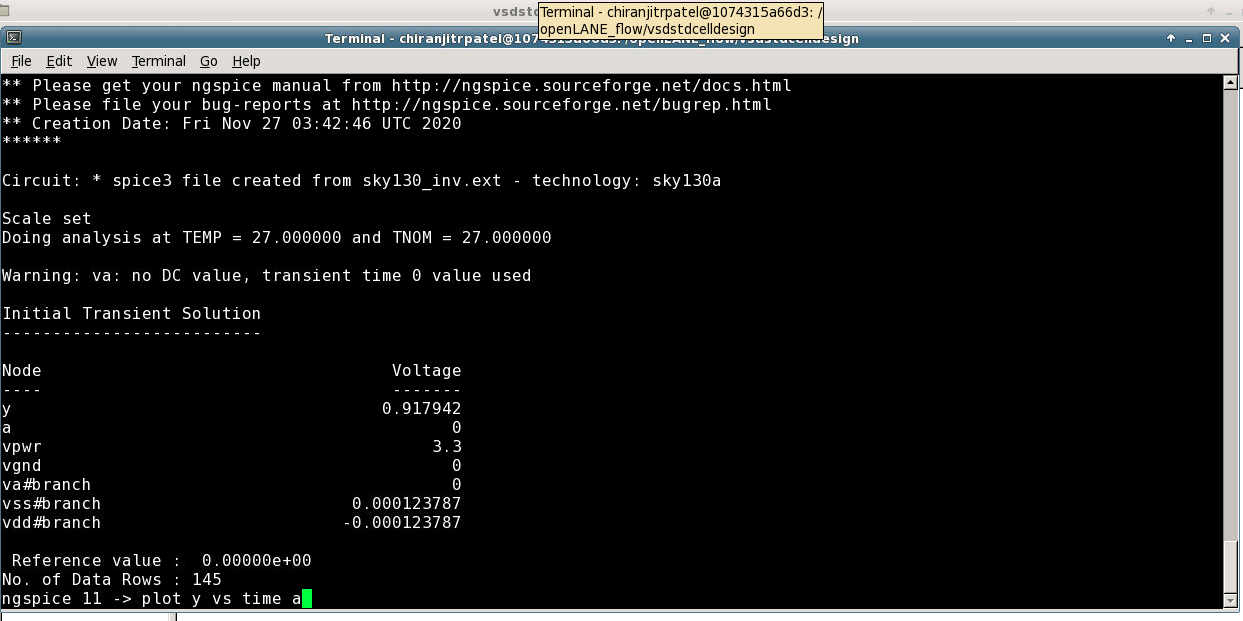 vsdstd
Terminal - chiranjitrpatel@1074315a66d3: /
openLANE_flow/vsdstdcelldesign
Terminal - chiranjitrpatel@1074315a66d3: /openLANE_flow/vsdstdcelldesign
File Edit View Terminal Go Help
** Please get your ngspice manual from http://ngspice.sourceforge.net/docs.html
** Please file your bug-reports at http://ngspice.sourceforge.net/bugrep.html
** Creation Date: Fri Nov 27 03:42:46 UTC 2020
******
Circuit: * spice3 file created from sky130_inv.ext - technology: sky130a
Scale set
Doing analysis at TEMP = 27.000000 and TNOM = 27.000000
Warning: va: no DC value, transient time 0 value used
Initial Transient Solution
--------------------------
Node Voltage
---- -------
y 0.917942
a 0
vpwr 3.3
vgnd 0
va#branch 0
vss#branch 0.000123787
vdd#branch -0.000123787
Reference value : 0.00000e+00
No. of Data Rows : 145
ngspice 11 -> plot y vs time a